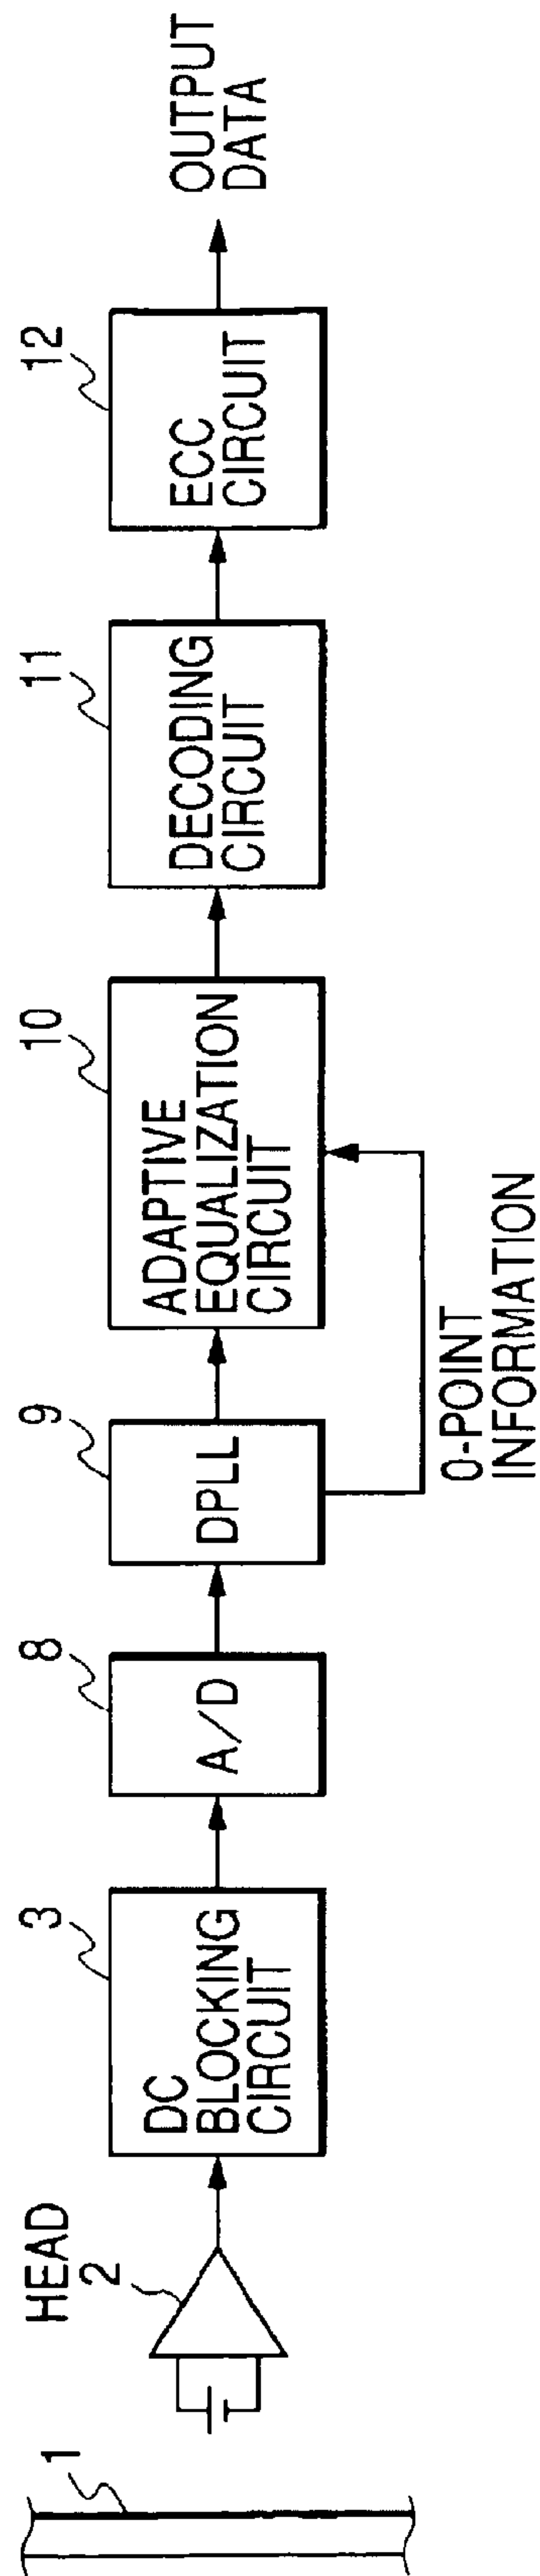 1
HEAD
2
3
DC
BLOCKING
CIRCUIT
8
A/D
9
DPLL
0-POINT
INFORMATION
10
ADAPTIVE
EQUALIZATION
CIRCUIT
11
DECODING
CIRCUIT
12
ECC
CIRCUIT
OUTPUT
DATA